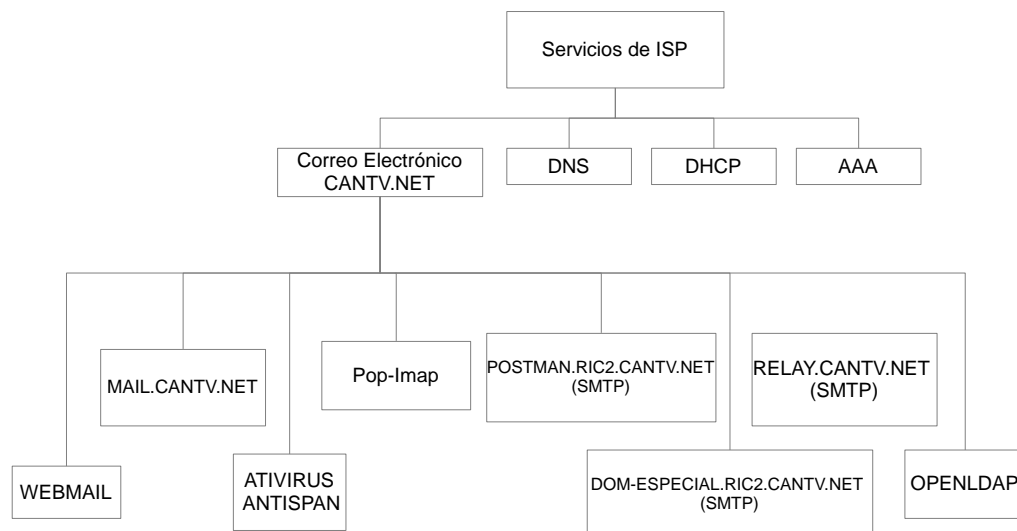 Servicios de ISP
Correo Electrónico
CANTV.NET
DNS
DHCP
AAA
MAIL.CANTV.NET
Pop-Imap
POSTMAN.RIC2.CANTV.NET
(SMTP)
RELAY.CANTV.NET
(SMTP)
WEBMAIL
ATIVIRUS
ANTISPAN
DOM-ESPECIAL.RIC2.CANTV.NET
(SMTP)
OPENLDAP